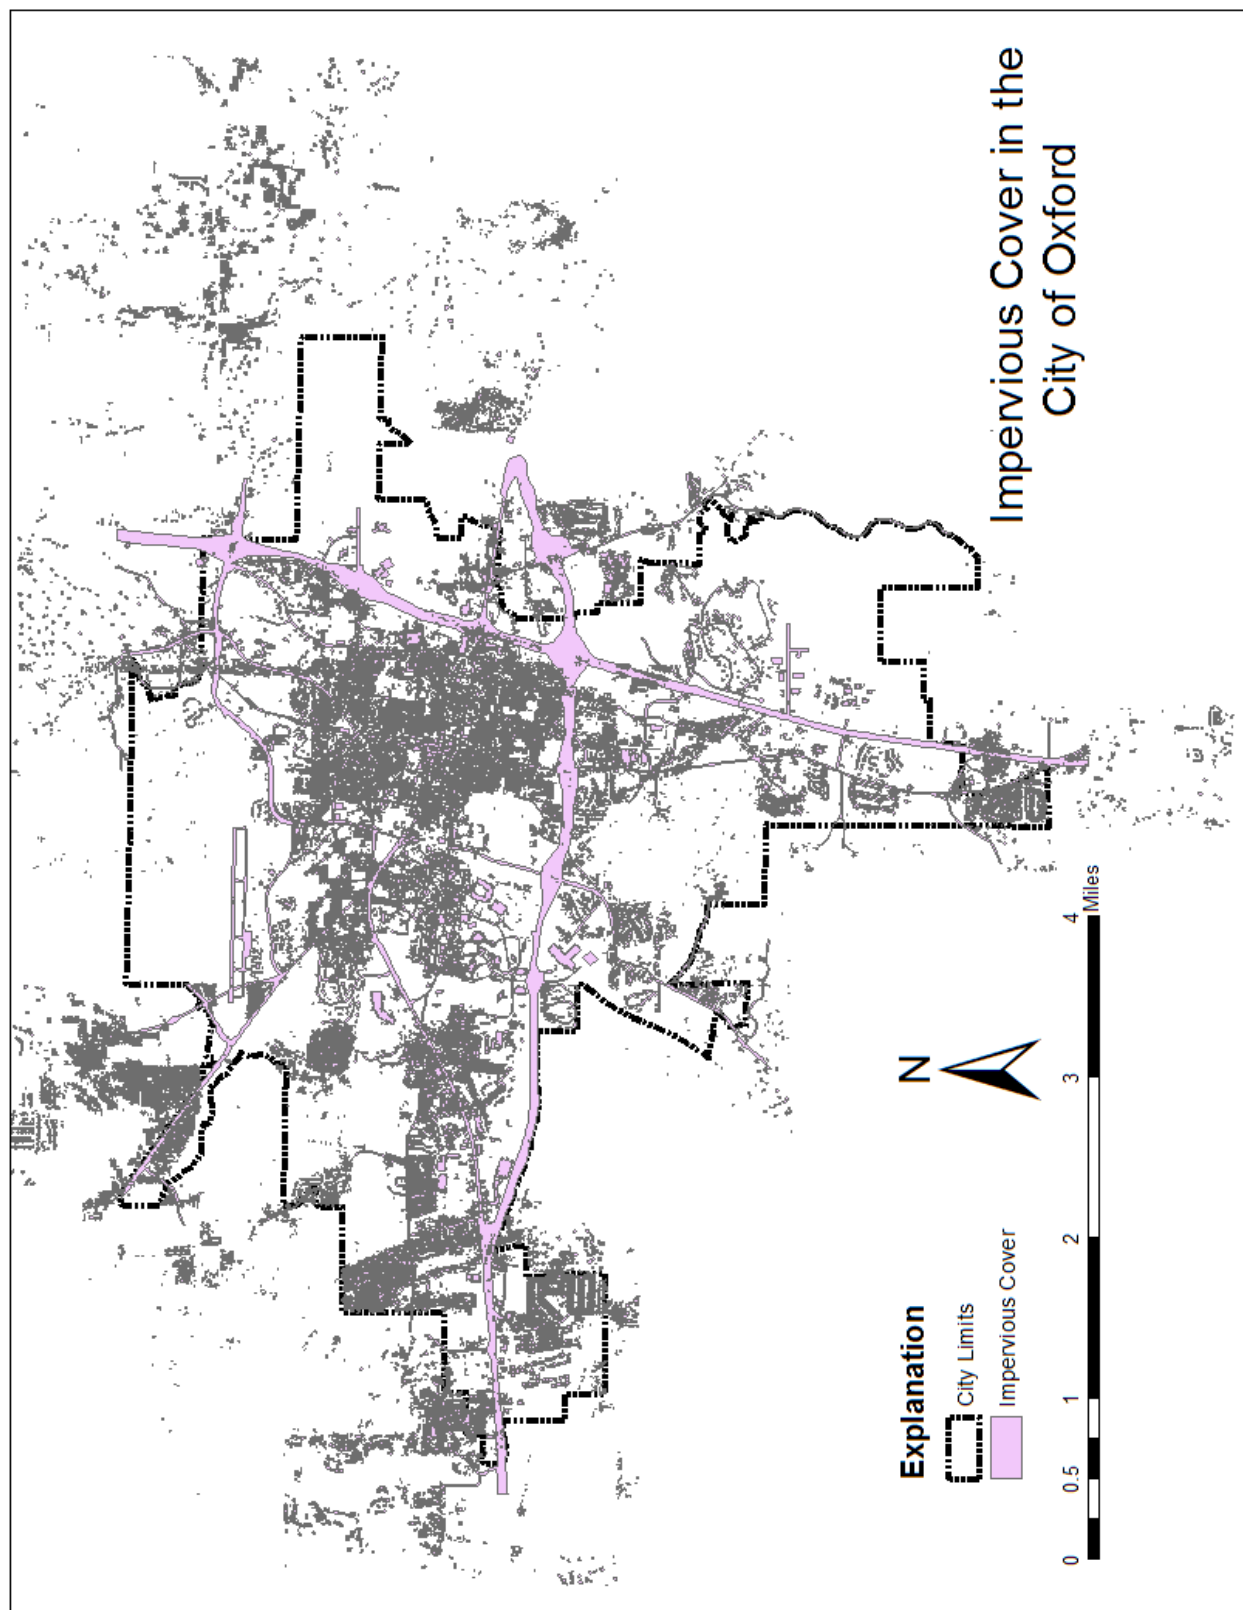 Impervious Cover in the
City of Oxford
N
Explanation
City Limits
Impervious Cover
0 0.5 1 2 3 4
Miles